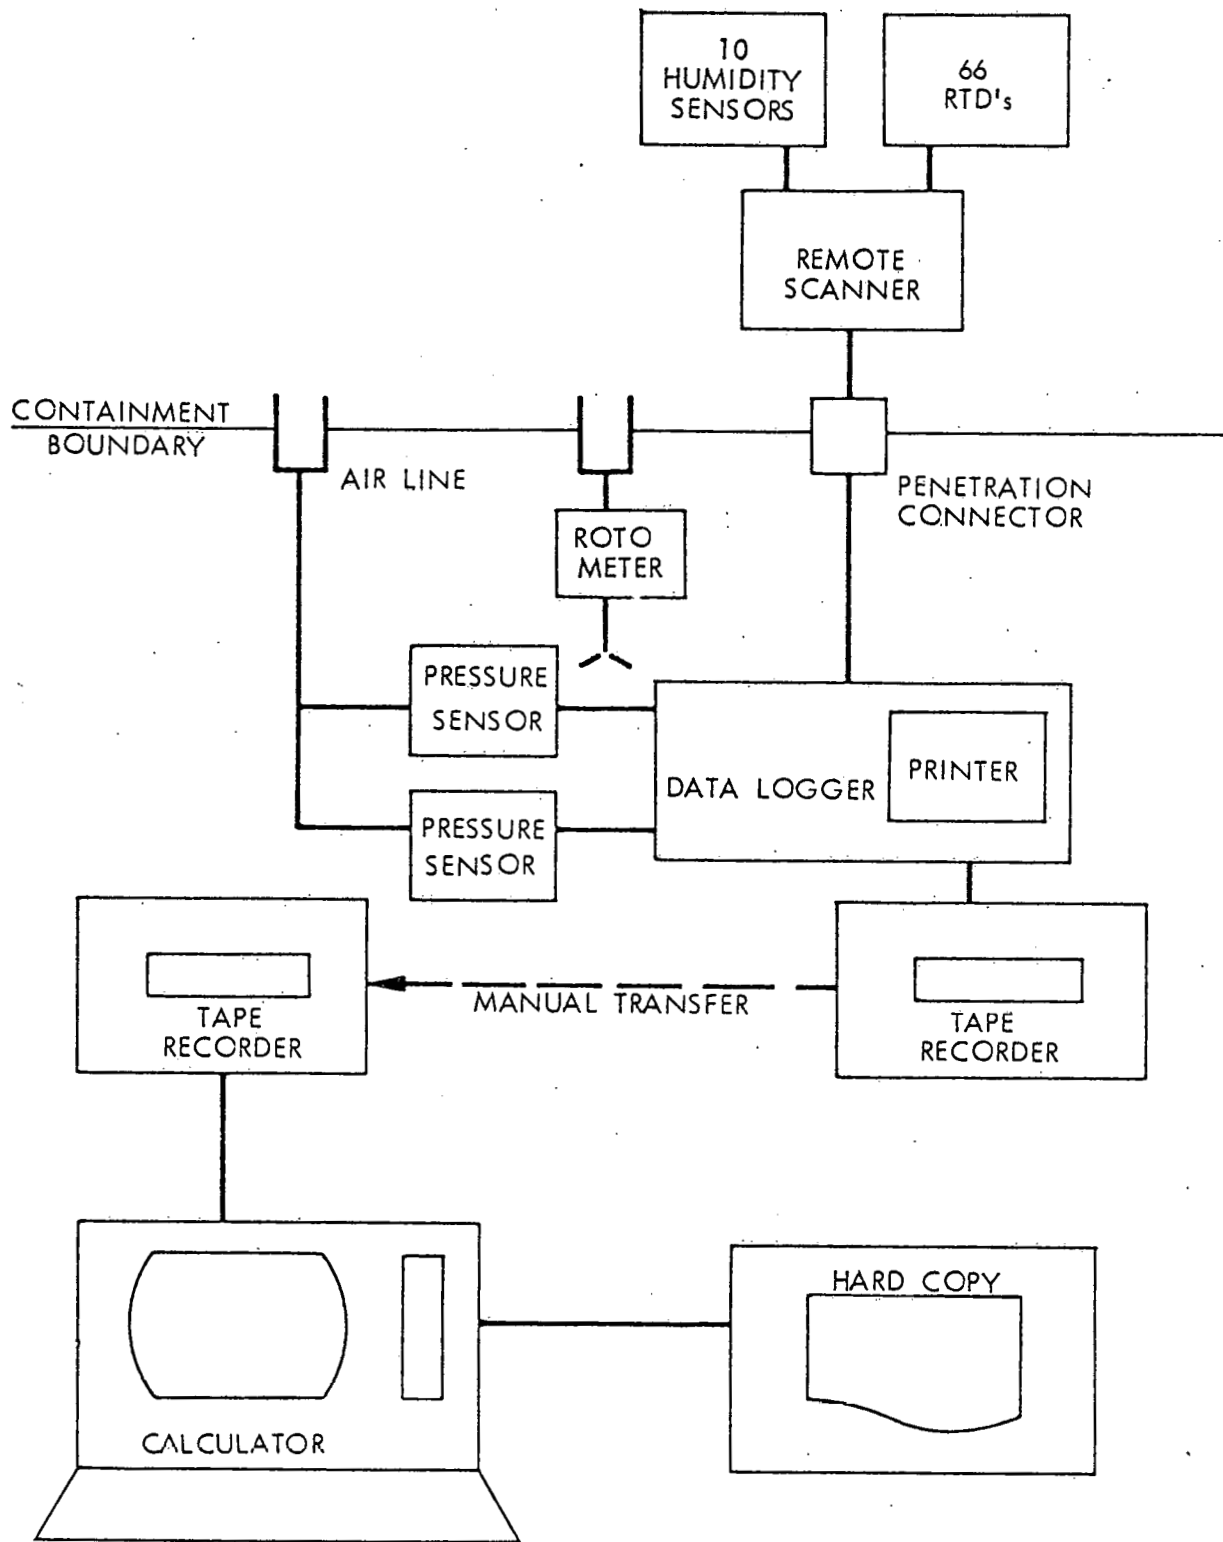 10
HUMIDITY
SENSORS
66
RTD's
REMOTE
SCANNER
CONTAINMENT
BOUNDARY
AIR LINE
PENETRATION
CONNECTOR
ROTO
METER
PRESSURE
SENSOR
DATA LOGGER
PRINTER
PRESSURE
SENSOR
TAPE
RECORDER
MANUAL TRANSFER
TAPE
RECORDER
CALCULATOR
HARD COPY